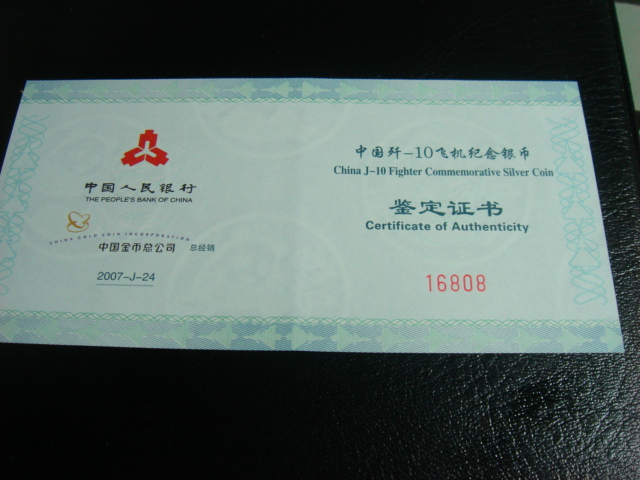 中国人民银行
THE PEOPLE'S BANK OF CHINA
CHINA GOLD COIN INCORPORATION
中国金币总公司 总经销
2007-J-24
中国歼-10飞机纪念银币
China J-10 Fighter Commemorative Silver Coin
鉴定证书
Certificate of Authenticity
16808